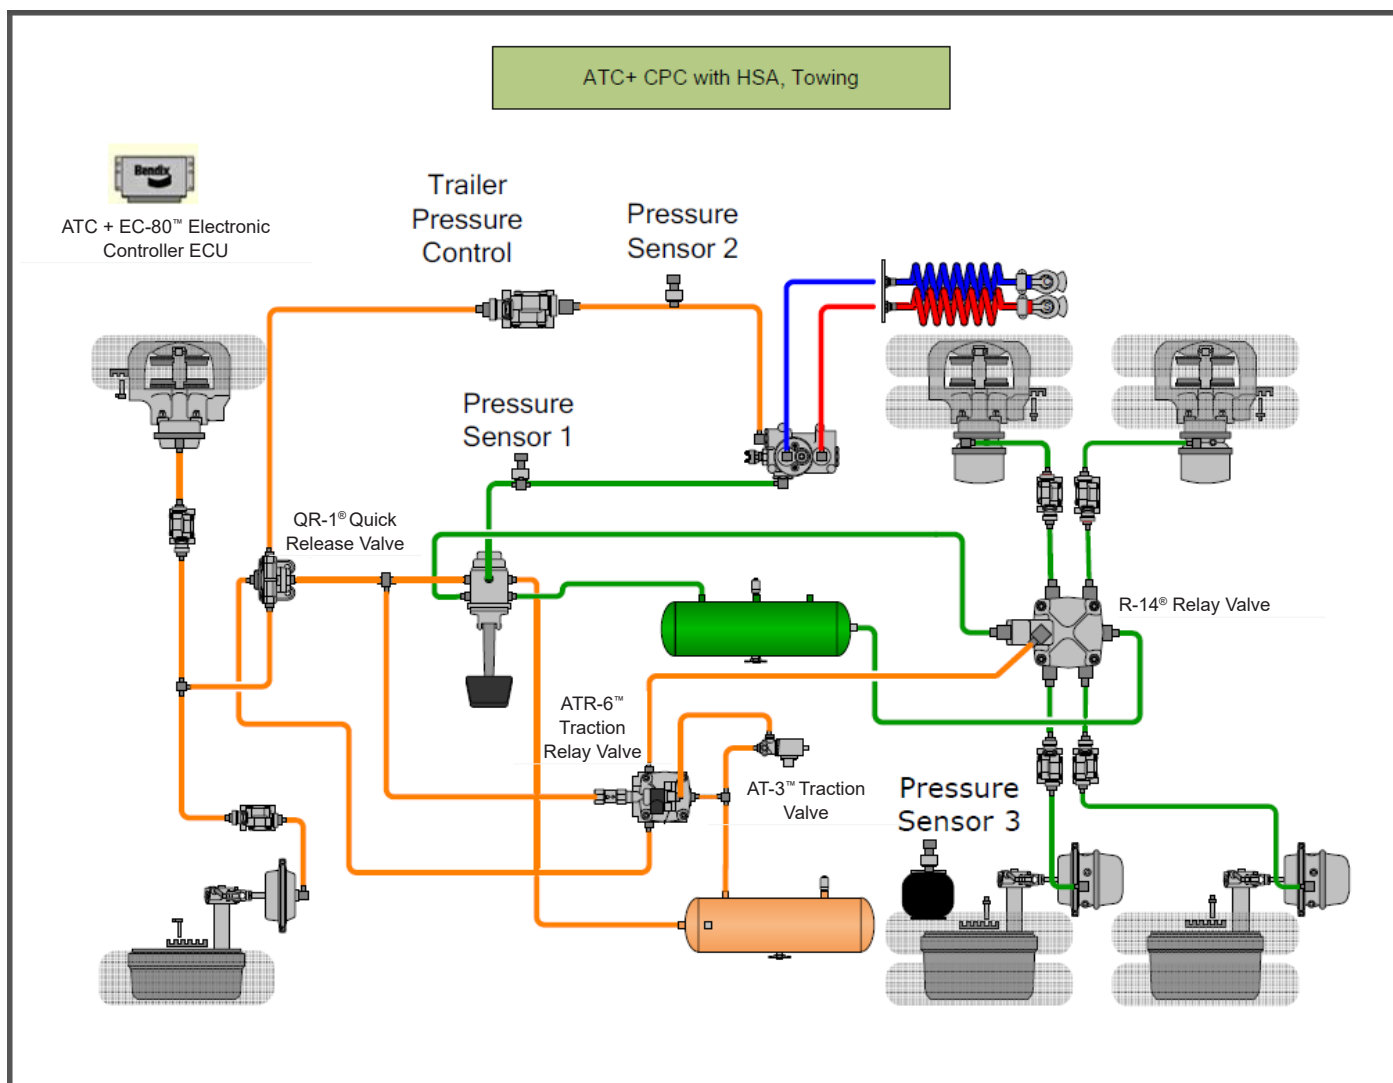 ATC+ CPC with HSA, Towing
Bendix
ATC + EC-80™ Electronic
Controller ECU
Trailer
Pressure
Control
Pressure
Sensor 2
Pressure
Sensor 1
QR-1® Quick
Release Valve
R-14® Relay Valve
ATR-6™
Traction
Relay Valve
AT-3™ Traction
Valve
Pressure
Sensor 3